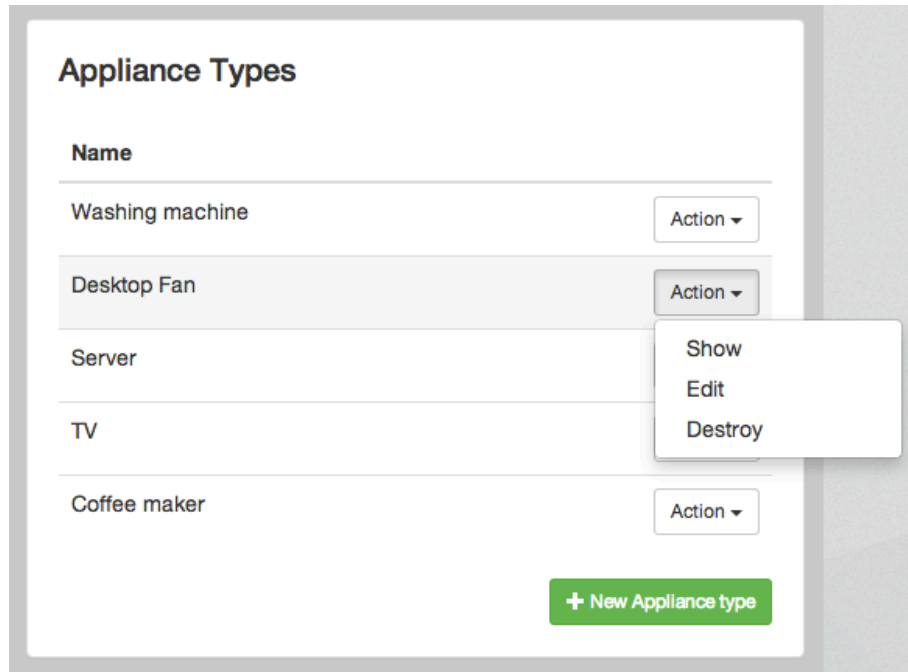 Appliance Types
Name
Washing machine Action
Desktop Fan Action
Show
Server
Edit
Destroy
TV
Coffee maker Action
New Appliance type